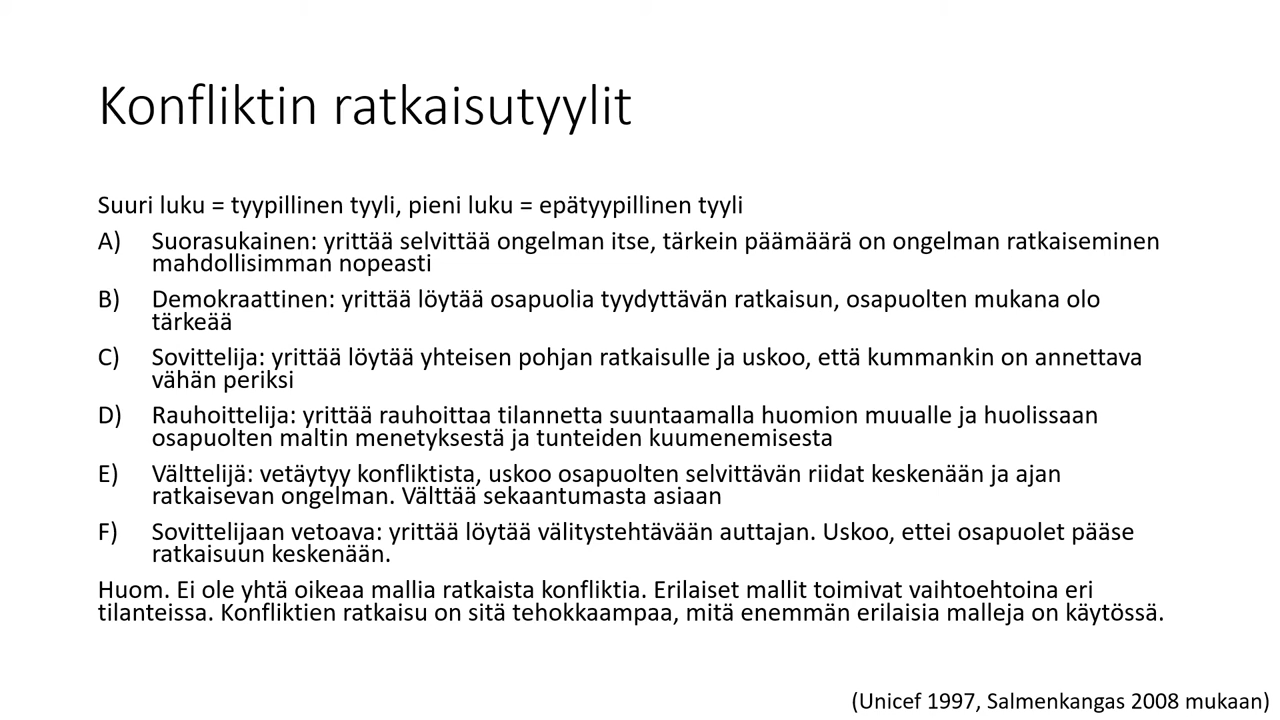 Konfliktin ratkaisutyylit
Suuri luku = tyypillinen tyyli, pieni luku = epätyypillinen tyyli
A) Suorasukainen: yrittää selvittää ongelman itse, tärkein päämäärä on ongelman ratkaiseminen
mahdollisimman nopeasti
B) Demokraattinen: yrittää löytää osapuolia tyydyttävän ratkaisun, osapuolten mukana olo
tärkeää
C) Sovittelija: yrittää löytää yhteisen pohjan ratkaisulle ja uskoo, että kummankin on annettava
vähän periksi
D) Rauhoittelija: yrittää rauhoittaa tilannetta suuntaamalla huomion muualle ja huolissaan
osapuolten maltin menetyksestä ja tunteiden kuumenemisesta
E) Välttelijä: vetäytyy konfliktista, uskoo osapuolten selvittävän riidat keskenään ja ajan
ratkaisevan ongelman. Välttää sekaantumasta asiaan
F) Sovittelijaan vetoava: yrittää löytää välitystehtävään auttajan. Uskoo, ettei osapuolet pääse
ratkaisuun keskenään.
Huom. Ei ole yhtä oikeaa mallia ratkaista konfliktia. Erilaiset mallit toimivat vaihtoehtoina eri
tilanteissa. Konfliktien ratkaisu on sitä tehokkaampaa, mitä enemmän erilaisia malleja on käytössä.
(Unicef 1997, Salmenkangas 2008 mukaan)